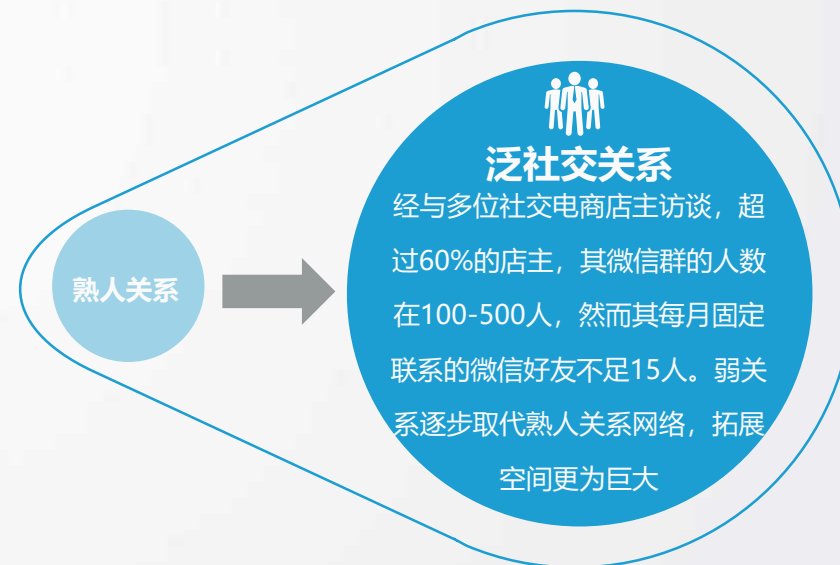 熟人关系
泛社交关系
经与多位社交电商店主访谈，超
过60%的店主，其微信群的人数
在100-500人，然而其每月固定
联系的微信好友不足15人。弱关
系逐步取代熟人关系网络，拓展
空间更为巨大